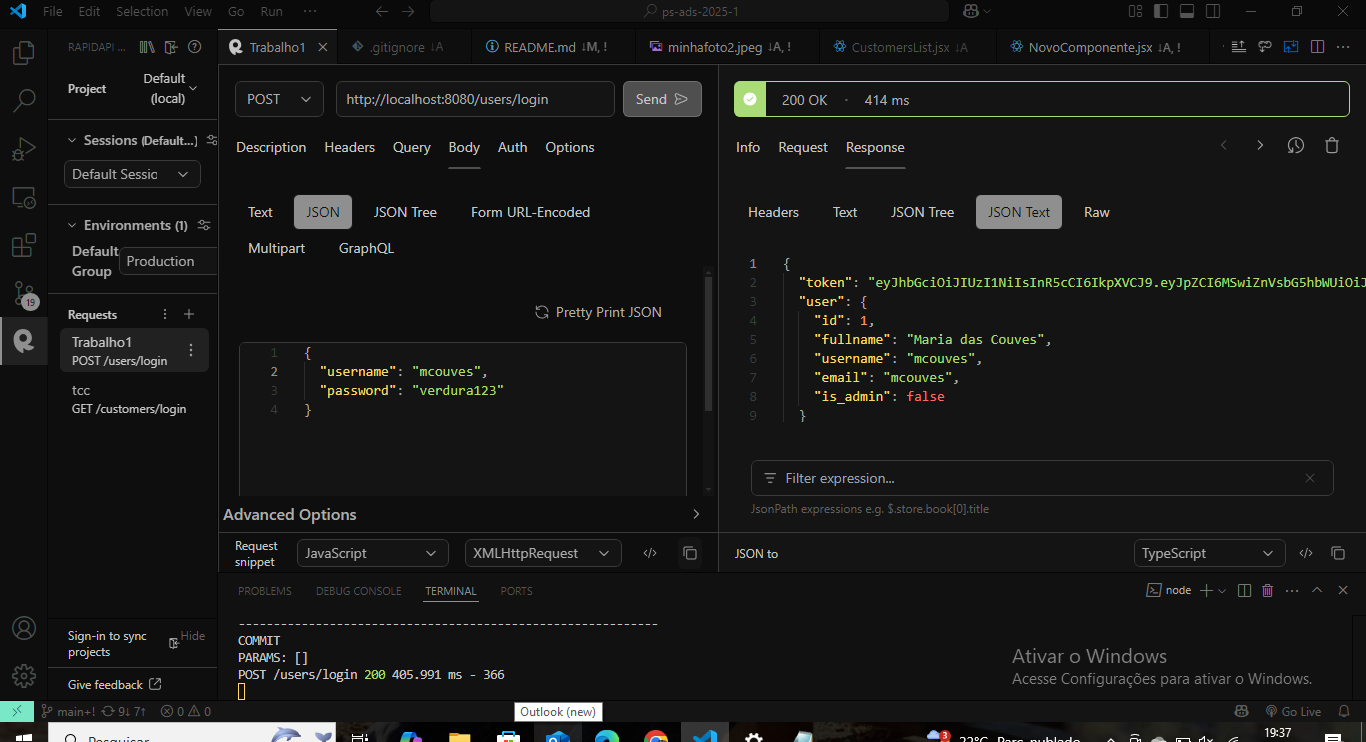 File Edit Selection View Go Run ···
ps-ads-2025-1
RAPIDAPI ...
Trabalho1
.gitignore ↓A
README.md ↓M, !
minhafoto2.jpeg ↓A, !
CustomersList.jsx ↓A
NovoComponente.jsx ↓A, !
Project
Default
(local)
Sessions (Default...)
Default Sessic
Environments (1)
Default
Group
Production
Requests
Trabalho1
POST /users/login
tcc
GET /customers/login
Sign-in to sync
projects
Hide
Give feedback
POST
http://localhost:8080/users/login
Send
Description Headers Query Body Auth Options
Text JSON JSON Tree Form URL-Encoded
Multipart GraphQL
Pretty Print JSON
1 {
2 "username": "mcouves",
3 "password": "verdura123"
4 }
Advanced Options
Request
snippet
JavaScript
XMLHttpRequest
200 OK · 414 ms
Info Request Response
Headers Text JSON Tree JSON Text Raw
1 {
2 "token": "eyJhbGciOiJIUzI1NiIsInR5cCI6IkpXVCJ9.eyJpZCI6MSwiZnVsbG5hbWUiOiJ
3 "user": {
4 "id": 1,
5 "fullname": "Maria das Couves",
6 "username": "mcouves",
7 "email": "mcouves",
8 "is_admin": false
9 }
Filter expression...
JsonPath expressions e.g. $.store.book[0].title
JSON to
TypeScript
PROBLEMS DEBUG CONSOLE TERMINAL PORTS
node
------------------------------------------------------------
COMMIT
PARAMS: []
POST /users/login 200 405.991 ms - 366
Ativar o Windows
Acesse Configurações para ativar o Windows.
19
main+! 9↓ 7↑ 0 0
Outlook (new)
Go Live
Pesquisar
3
22°C Parc. nublado
19:37